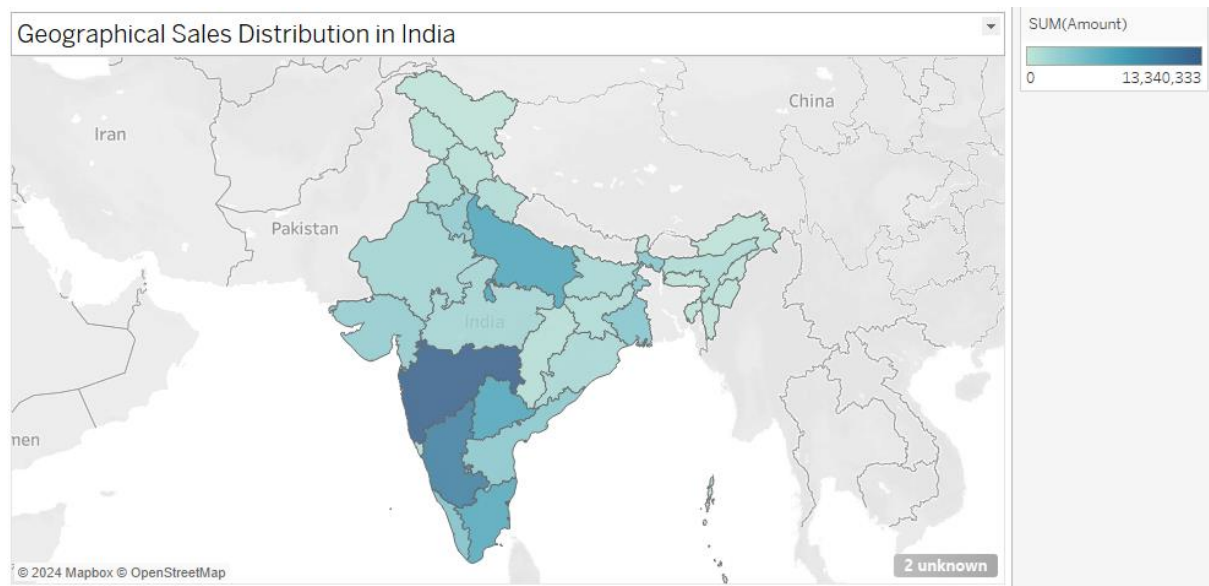 Geographical Sales Distribution in India
SUM(Amount)
0 13,340,333
China
Iran
Pakistan
India
men
© 2024 Mapbox © OpenStreetMap
2 unknown